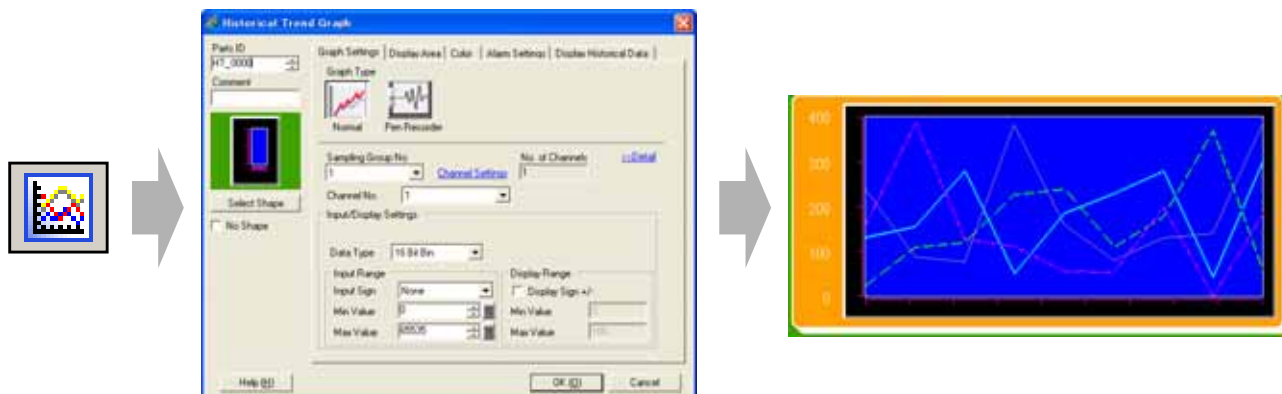 Historical Trend Graph
Parts ID
HT_0000
Comment
Select Shape
No Shape
Graph Settings
Display Area
Color
Alarm Settings
Display Historical Data
Graph Type
Normal
Pen Recorder
Sampling Group No.
1
Channel Settings
No. of Channels
1
>>Detail
Channel No.
1
Input/Display Settings
Data Type
16 Bit Bin
Input Range
Input Sign
None
Min Value
0
Max Value
65535
Display Range
Display Sign +/-
Min Value
Max Value
Help (H)
OK (O)
Cancel
400
300
200
100
0